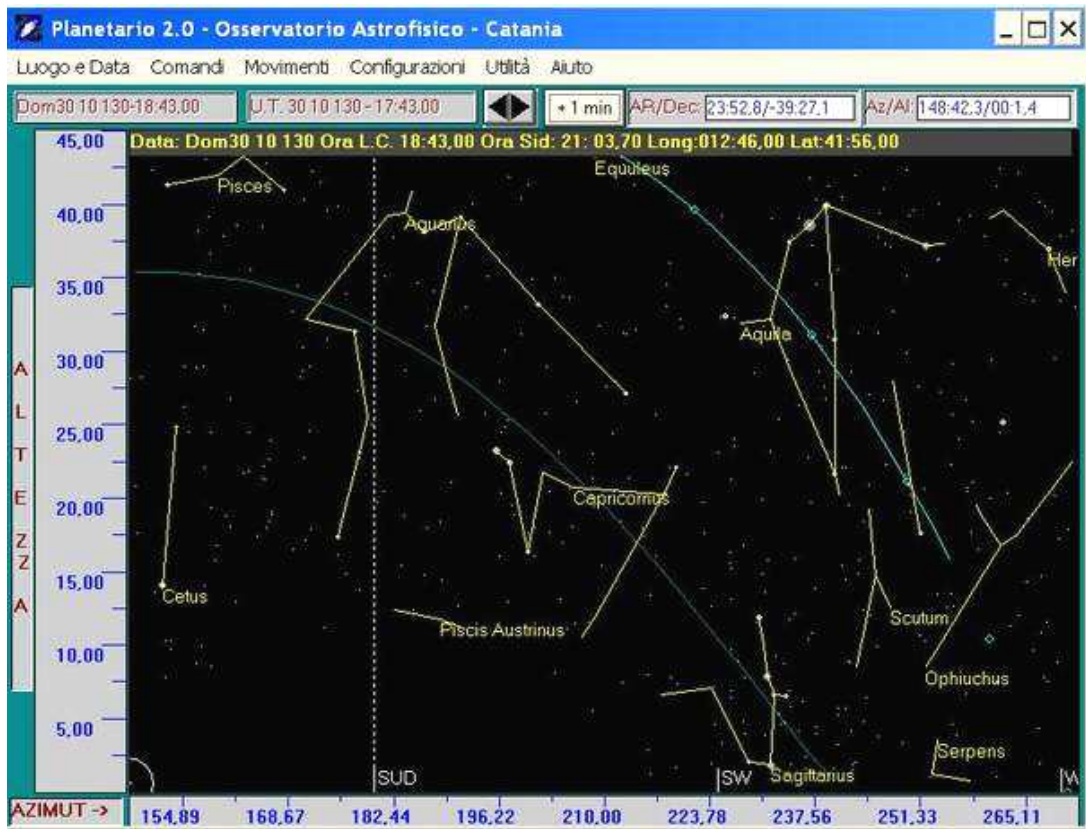 Planetario 2.0 - Osservatorio Astrofisico - Catania
Luogo e Data Comandi Movimenti Configurazioni Utilità Aiuto
Dom30 10 130-18:43,00 U.T. 30 10 130 - 17:43,00 + 1 min AR/Dec: 23:52,8/-39:27,1 Az/Al: 148:42,3/00:1,4
Data: Dom30 10 130 Ora L.C. 18:43,00 Ora Sid: 21: 03,70 Long:012:46,00 Lat:41:56,00
45,00
Equuleus
Pisces
40,00
Aquarius
Her
35,00
Aquila
30,00
25,00
ALTEZZA
20,00
Capricornus
15,00
Cetus
Scutum
Piscis Austrinus
10,00
Ophiuchus
5,00
Serpens
SUD SW Sagittarius W
AZIMUT -> 154,89 168,67 182,44 196,22 210,00 223,78 237,56 251,33 265,11